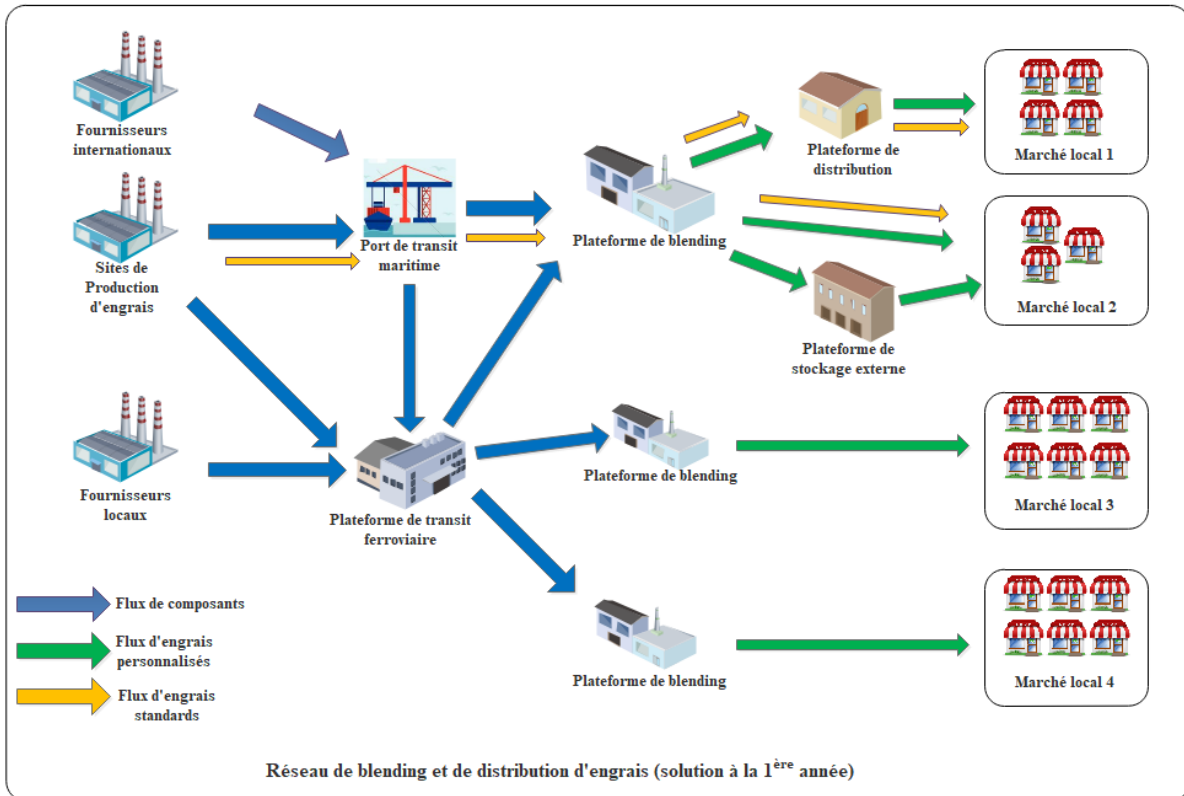 Fournisseurs
internationaux
Sites de
Production
d'engrais
Fournisseurs
locaux
Port de transit
maritime
Plateforme de transit
ferroviaire
Plateforme de blending
Plateforme de
distribution
Plateforme de
stockage externe
Plateforme de blending
Plateforme de blending
Marché local 1
Marché local 2
Marché local 3
Marché local 4
Flux de composants
Flux d'engrais
personnalisés
Flux d'engrais
standards
Réseau de blending et de distribution d'engrais (solution à la 1ère année)